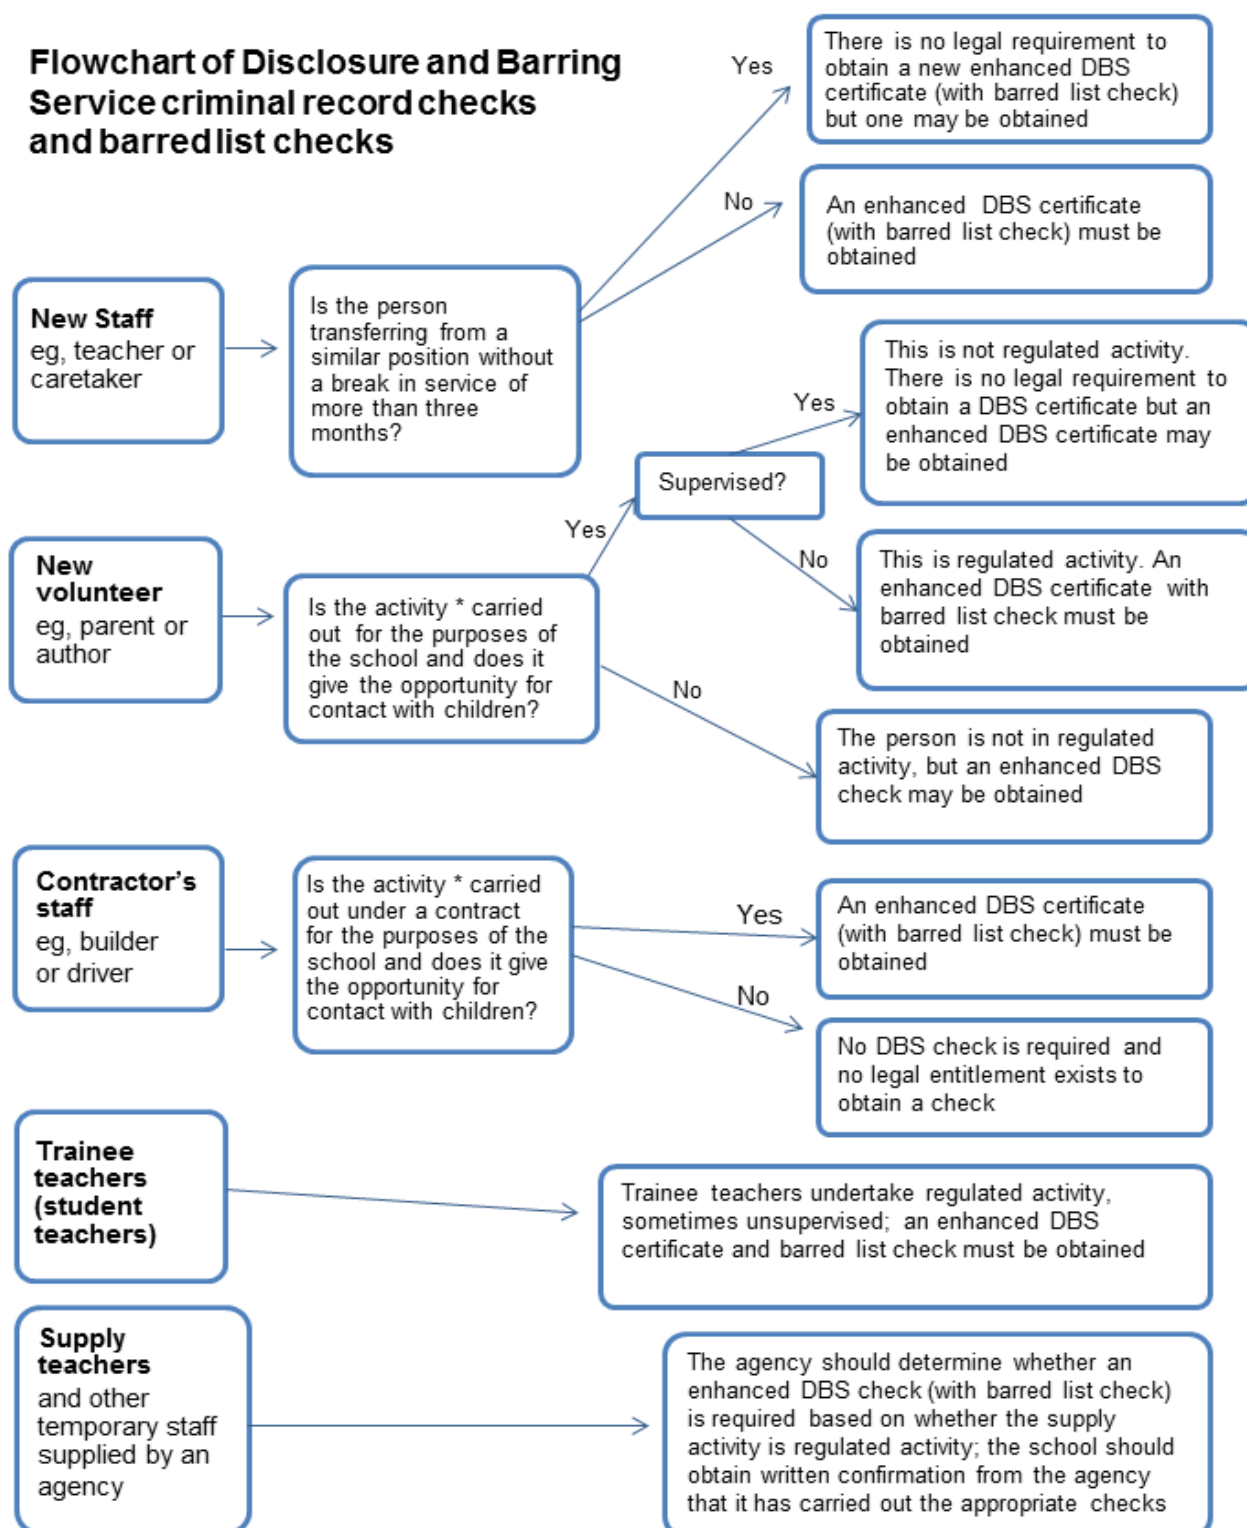 Flowchart of Disclosure and Barring
Service criminal record checks
and barred list checks
Yes
There is no legal requirement to
obtain a new enhanced DBS
certificate (with barred list check)
but one may be obtained
No
An enhanced DBS certificate
(with barred list check) must be
obtained
New Staff
eg, teacher or
caretaker
Is the person
transferring from a
similar position without
a break in service of
more than three
months?
New
volunteer
eg, parent or
author
Is the activity * carried
out for the purposes of
the school and does it
give the opportunity for
contact with children?
Yes
Supervised?
Yes
This is not regulated activity.
There is no legal requirement to
obtain a DBS certificate but an
enhanced DBS certificate may
be obtained
No
This is regulated activity. An
enhanced DBS certificate with
barred list check must be
obtained
No
The person is not in regulated
activity, but an enhanced DBS
check may be obtained
Contractor's
staff
eg, builder
or driver
Is the activity * carried
out under a contract
for the purposes of the
school and does it give
the opportunity for
contact with children?
Yes
An enhanced DBS certificate
(with barred list check) must be
obtained
No
No DBS check is required and
no legal entitlement exists to
obtain a check
Trainee
teachers
(student
teachers)
Trainee teachers undertake regulated activity,
sometimes unsupervised; an enhanced DBS
certificate and barred list check must be obtained
Supply
teachers
and other
temporary staff
supplied by an
agency
The agency should determine whether an
enhanced DBS check (with barred list check)
is required based on whether the supply
activity is regulated activity; the school should
obtain written confirmation from the agency
that it has carried out the appropriate checks